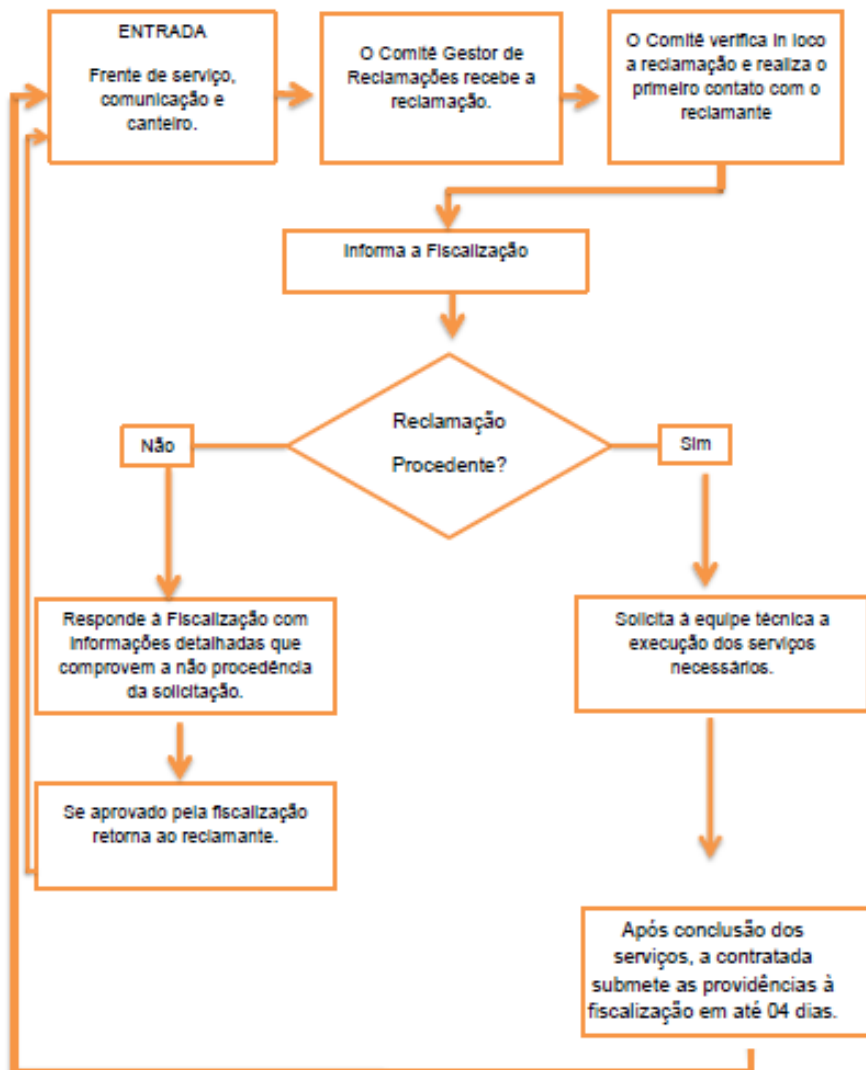 ENTRADA
Frente de serviço,
comunicação e
canteiro.
O Comitê Gestor de
Reclamações recebe a
reclamação.
O Comitê verifica in loco
a reclamação e realiza o
primeiro contato com o
reclamante
Informa a Fiscalização
Reclamação
Procedente?
Não
Sim
Responde à Fiscalização com
informações detalhadas que
comprovem a não procedência
da solicitação.
Solicita à equipe técnica a
execução dos serviços
necessários.
Se aprovado pela fiscalização
retorna ao reclamante.
Após conclusão dos
serviços, a contratada
submete as providências à
fiscalização em até 04 dias.